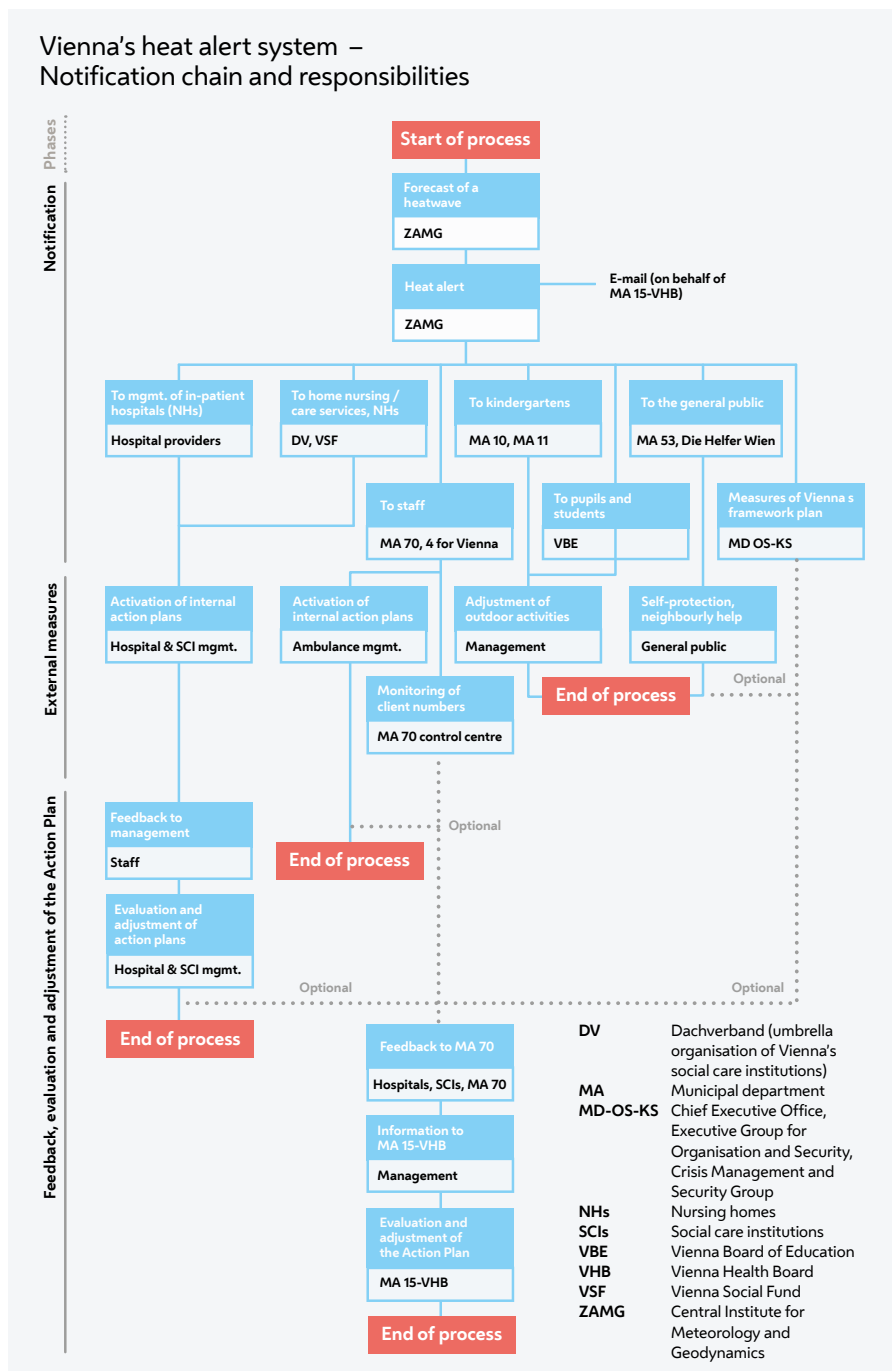 Vienna's heat alert system –
Notification chain and responsibilities
Phases
Start of process
Notification
Forecast of a
heatwave
ZAMG
Heat alert
ZAMG
E-mail (on behalf of
MA 15-VHB)
To mgmt. of in-patient
hospitals (NHs)
Hospital providers
To home nursing /
care services, NHs
DV, VSF
To kindergartens
MA 10, MA 11
To the general public
MA 53, Die Helfer Wien
To staff
MA 70, 4 for Vienna
To pupils and
students
VBE
Measures of Vienna s
framework plan
MD OS-KS
External measures
Activation of internal
action plans
Hospital & SCI mgmt.
Activation of
internal action plans
Ambulance mgmt.
Adjustment of
outdoor activities
Management
Self-protection,
neighbourly help
General public
Optional
End of process
Monitoring of
client numbers
MA 70 control centre
Feedback, evaluation and adjustment of the Action Plan
Feedback to
management
Staff
Optional
End of process
Evaluation and
adjustment of
action plans
Hospital & SCI mgmt.
Optional
Optional
End of process
Feedback to MA 70
Hospitals, SCIs, MA 70
Information to
MA 15-VHB
Management
Evaluation and
adjustment of
the Action Plan
MA 15-VHB
End of process
DV Dachverband (umbrella
organisation of Vienna's
social care institutions)
MA Municipal department
MD-OS-KS Chief Executive Office,
Executive Group for
Organisation and Security,
Crisis Management and
Security Group
NHs Nursing homes
SCIs Social care institutions
VBE Vienna Board of Education
VHB Vienna Health Board
VSF Vienna Social Fund
ZAMG Central Institute for
Meteorology and
Geodynamics